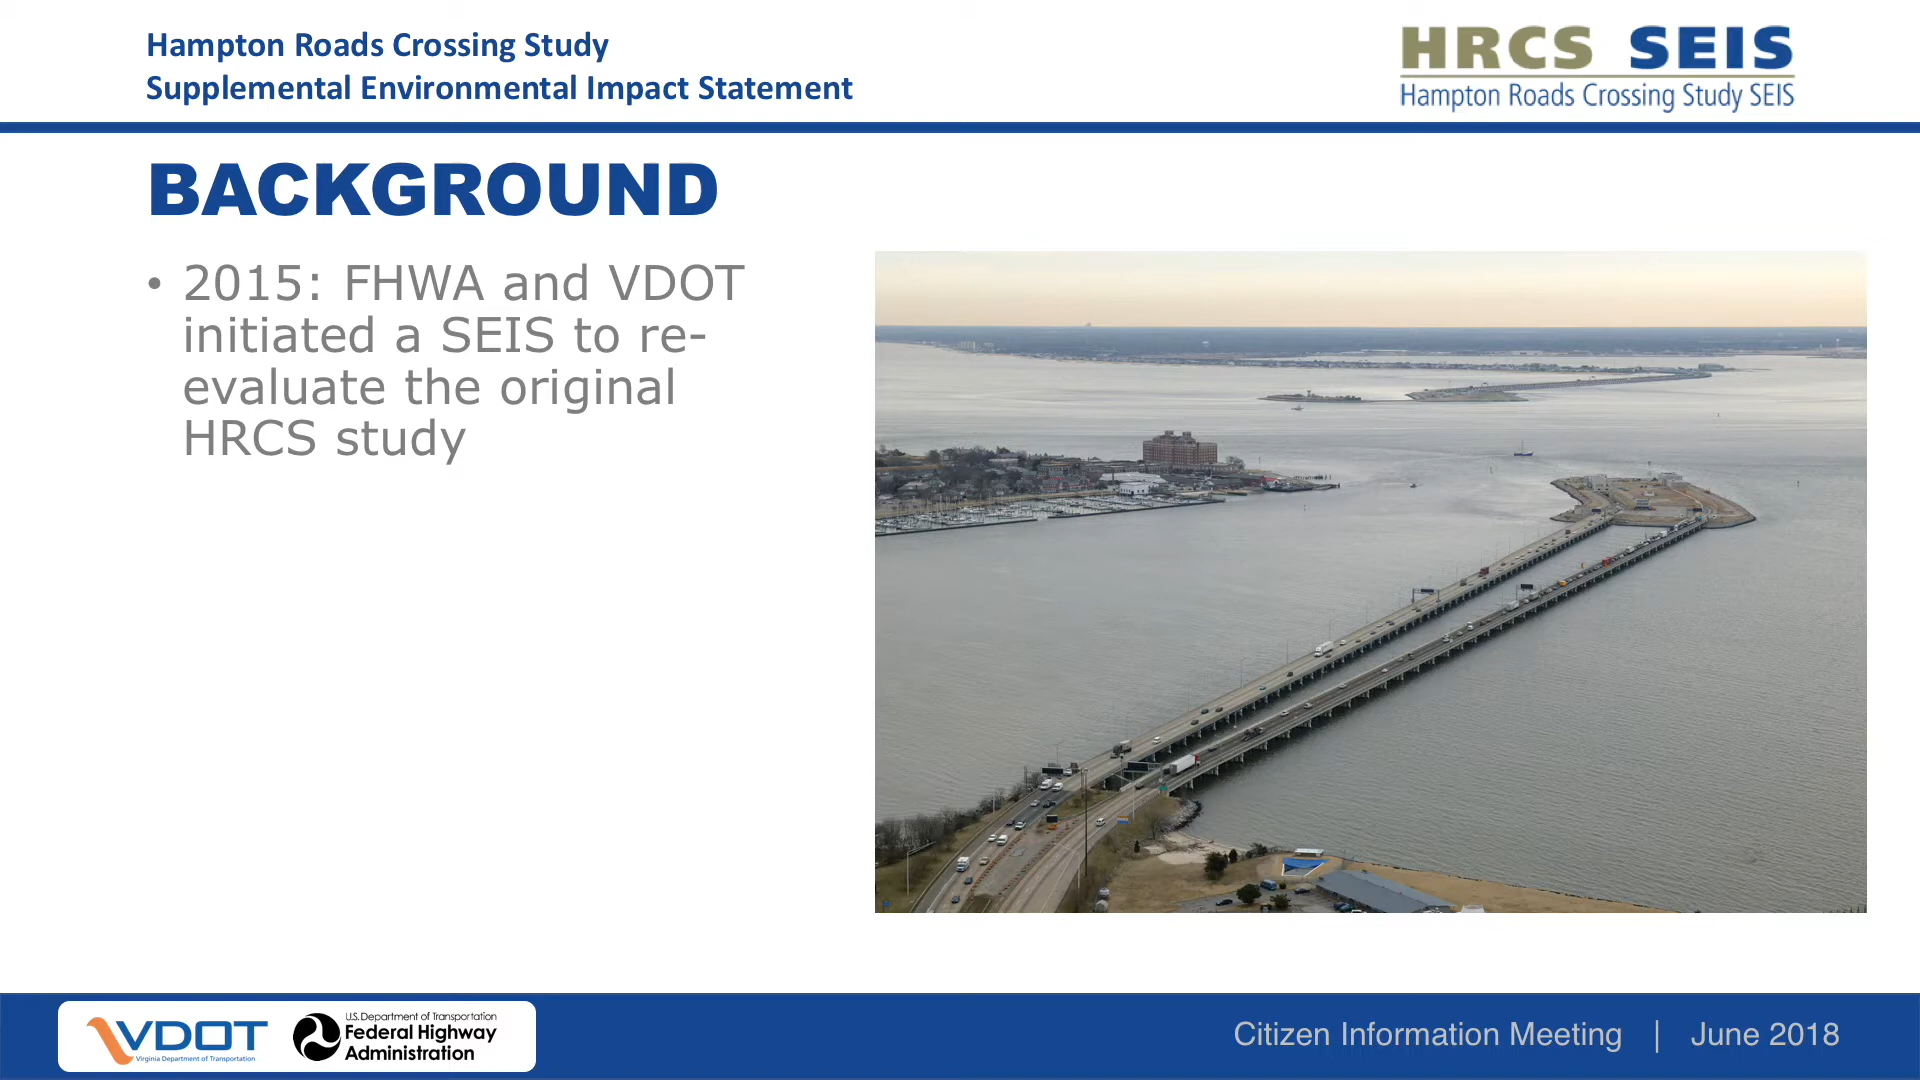 Hampton Roads Crossing Study
Supplemental Environmental Impact Statement
HRCS SEIS
Hampton Roads Crossing Study SEIS
BACKGROUND
• 2015: FHWA and VDOT
initiated a SEIS to re-
evaluate the original
HRCS study
VDOT
Virginia Department of Transportation
U.S. Department of Transportation
Federal Highway
Administration
Citizen Information Meeting | June 2018